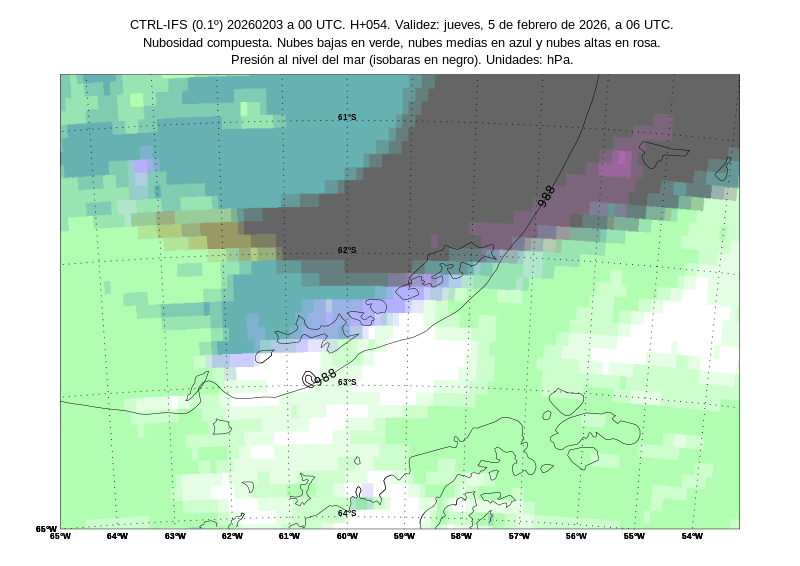 CTRL-IFS (0.1º) 20260203 a 00 UTC. H+054. Validez: jueves, 5 de febrero de 2026, a 06 UTC.
Nubosidad compuesta. Nubes bajas en verde, nubes medias en azul y nubes altas en rosa.
Presión al nivel del mar (isobaras en negro). Unidades: hPa.
61°S
988
62°S
988
63°S
64°S
65°W
65°W 64°W 63°W 62°W 61°W 60°W 59°W 58°W 57°W 56°W 55°W 54°W